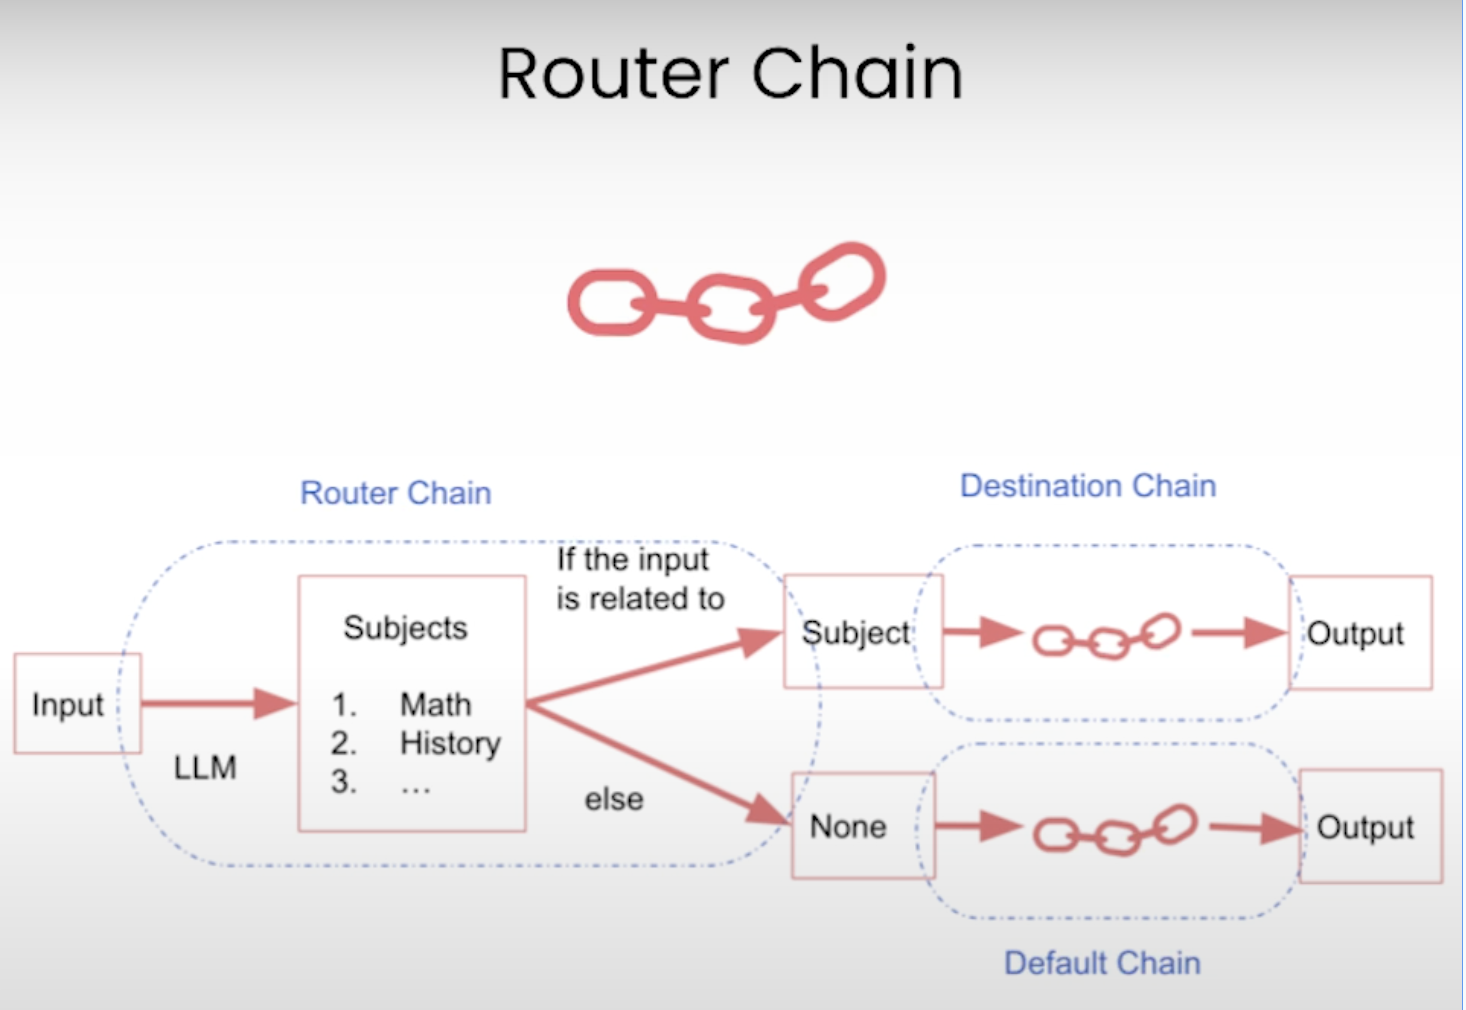 Router Chain
Router Chain
Destination Chain
If the input
is related to
Subjects
1. Math
2. History
3. ...
Input
LLM
else
Subject
Output
None
Output
Default Chain